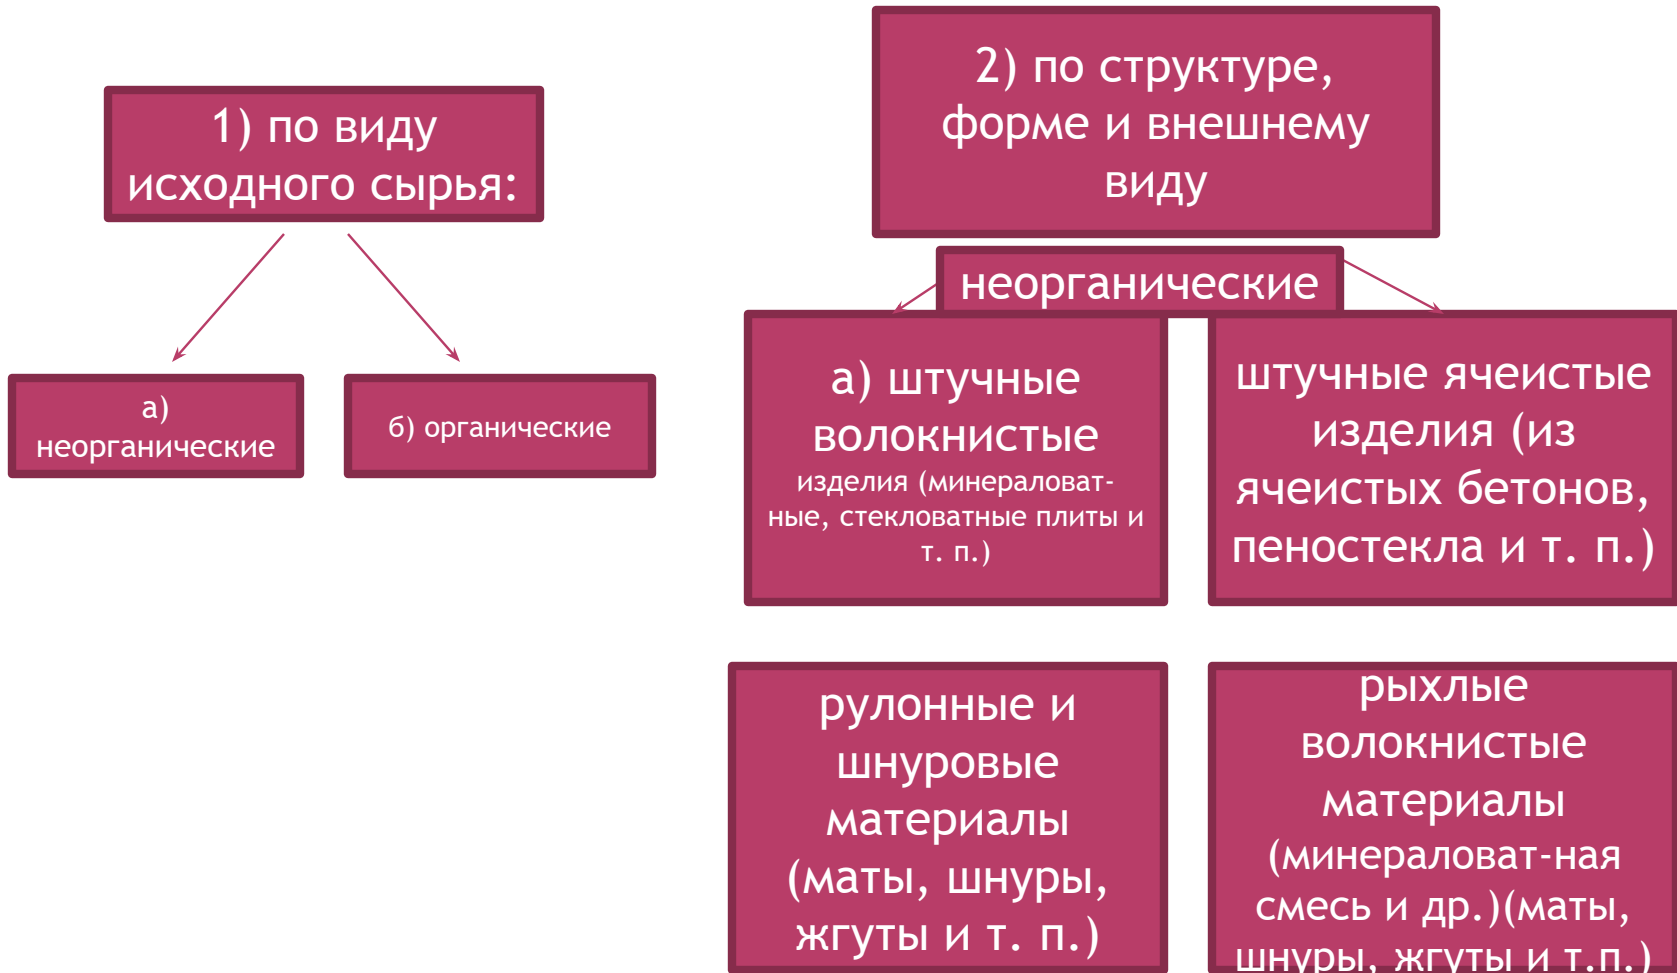 1) по виду
исходного сырья:
а)
неорганические
б) органические
2) по структуре,
форме и внешнему
виду
неорганические
а) штучные
волокнистые
изделия (минераловат-
ные, стекловатные плиты и
т. п.)
штучные ячеистые
изделия (из
ячеистых бетонов,
пеностекла и т. п.)
рулонные и
шнуровые
материалы
(маты, шнуры,
жгуты и т. п.)
рыхлые
волокнистые
материалы
(минераловат-ная
смесь и др.)(маты,
шнуры, жгуты и т.п.)